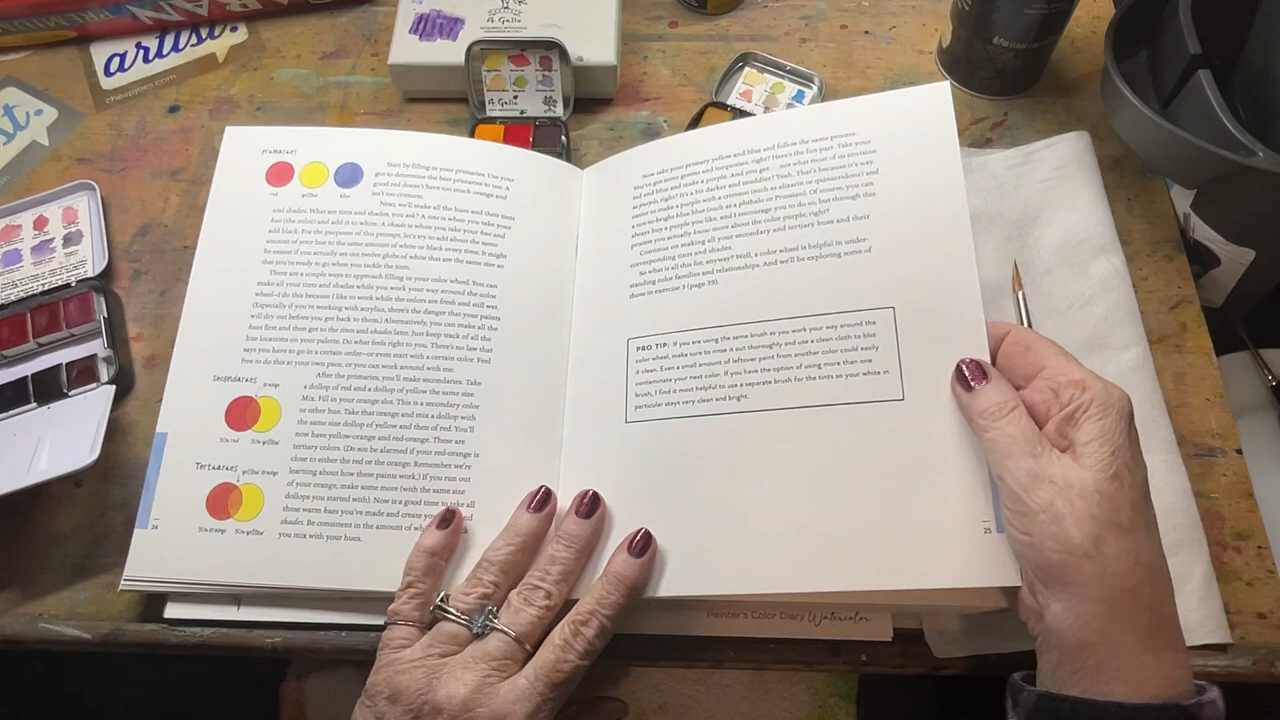 PREMIUM
artist.
cheapjoes.com
st.
A. Gallo
A. Gallo
primaries
red yellow blue
Start by filling in your primaries. Use your
gut to determine the best primaries to use. A
good red doesn't have too much orange and
isn't too crimson.
Next, we'll make all the hues and their tints
and shades. What are tints and shades, you ask? A tint is when you take your
hue (the color) and add it to white. A shade is when you take your hue and
add black. For the purposes of this prompt, let's try to add about the same
amount of your hue to the same amount of white or black every time. It might
be easiest if you actually set out twelve globs of white that are the same size so
that you're ready to go when you tackle the tints.
There are a couple ways to approach filling in your color wheel. You can
make all your tints and shades while you work your way around the color
wheel—I do this because I like to work while the colors are fresh and still wet.
(Especially if you're working with acrylics, there's the danger that your paints
will dry out before you get back to them.) Alternatively, you can make all the
hues first and then get to the tints and shades later. Just keep track of all the
hue locations on your palette. Do what feels right to you. There's no law that
says you have to go in a certain order—or even start with a certain color. Feel
free to do this at your own pace, or you can work around with me.
After the primaries, you'll make secondaries. Take
a dollop of red and a dollop of yellow the same size.
Mix. Fill in your orange slot. This is a secondary color
or other hue. Take that orange and mix a dollop with
the same size dollop of yellow and then of red. You'll
now have yellow-orange and red-orange. These are
tertiary colors. (Do not be alarmed if your red-orange is
close to either the red or the orange. Remember we're
learning about how these paints work.) If you run out
of your orange, make some more (with the same size
dollops you started with). Now is a good time to take all
these warm hues you've made and create your nd
shades. Be consistent in the amount of wh k
you mix with your hues.
secondaries
orange
50% red 50% yellow
Tertiaries
yellow orange
50% orange 50% yellow
24
Now take your primary yellow and blue and follow the same process.
You've got some greens and turquoises, right? Here's the fun part. Take your
red and blue and make a purple. And you get . . . not what most of us envision
as purple, right? It's a bit darker and muddier? Yeah. That's because it's way
easier to make a purple with a crimson (such as alizarin or quinacridone) and
a not-so-bright-blue blue (such as a phthalo or Prussian). Of course, you can
always buy a purple you like, and I encourage you to do so, but through this
process you actually know more about the color purple, right?
Continue on making all your secondary and tertiary hues and their
corresponding tints and shades.
So what is all this for, anyway? Well, a color wheel is helpful in under-
standing color families and relationships. And we'll be exploring some of
those in exercise 3 (page 39).
PRO TIP: If you are using the same brush as you work your way around the
color wheel, make sure to rinse it out thoroughly and use a clean cloth to blot
it clean. Even a small amount of leftover paint from another color could easily
contaminate your next color. If you have the option of using more than one
brush, I find it most helpful to use a separate brush for the tints so your white in
particular stays very clean and bright.
25
Painter's Color Diary Watercolor